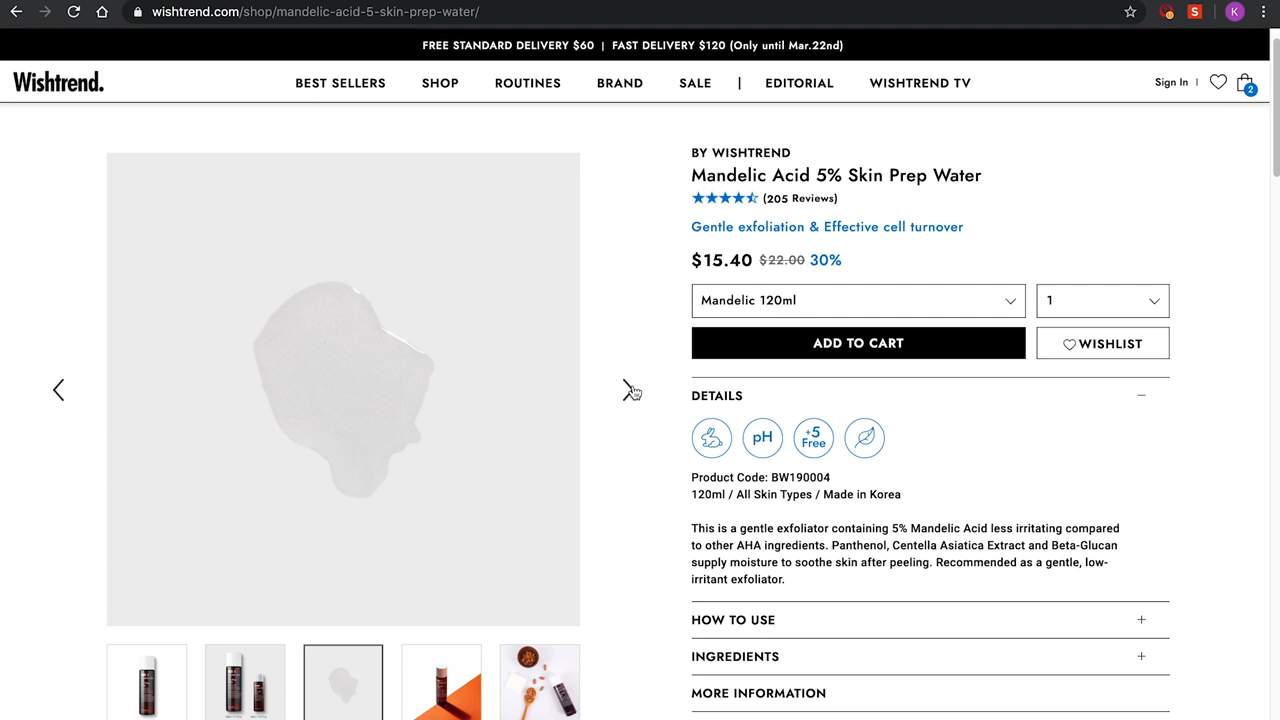 wishtrend.com/shop/mandelic-acid-5-skin-prep-water/
S
K
FREE STANDARD DELIVERY $60 | FAST DELIVERY $120 (Only until Mar.22nd)
Wishtrend.
BEST SELLERS SHOP ROUTINES BRAND SALE | EDITORIAL WISHTREND TV
Sign In |
2
BY WISHTREND
Mandelic Acid 5% Skin Prep Water
(205 Reviews)
Gentle exfoliation & Effective cell turnover
$15.40 $22.00 30%
Mandelic 120ml
1
ADD TO CART
WISHLIST
DETAILS
pH
+5
Free
Product Code: BW190004
120ml / All Skin Types / Made in Korea
This is a gentle exfoliator containing 5% Mandelic Acid less irritating compared
to other AHA ingredients. Panthenol, Centella Asiatica Extract and Beta-Glucan
supply moisture to soothe skin after peeling. Recommended as a gentle, low-
irritant exfoliator.
HOW TO USE
INGREDIENTS
MORE INFORMATION